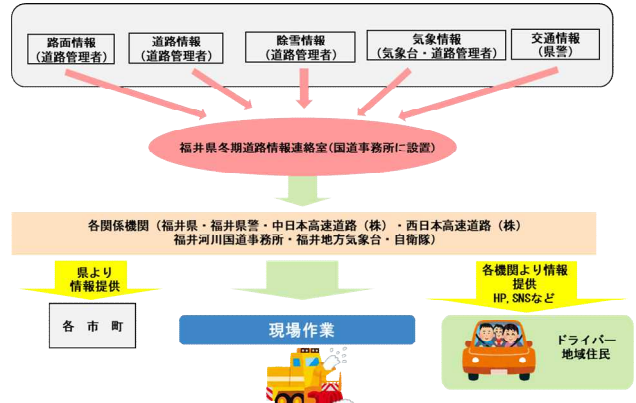 路面情報
(道路管理者)
道路情報
(道路管理者)
除雪情報
(道路管理者)
気象情報
(気象台・道路管理者)
交通情報
(県警)
福井県冬期道路情報連絡室(国道事務所に設置)
各関係機関（福井県・福井県警・中日本高速道路（株）・西日本高速道路（株）
福井河川国道事務所・福井地方気象台・自衛隊）
県より
情報提供
各機関より情報
提供
HP,SNSなど
各 市 町
現場作業
ドライバー
地域住民